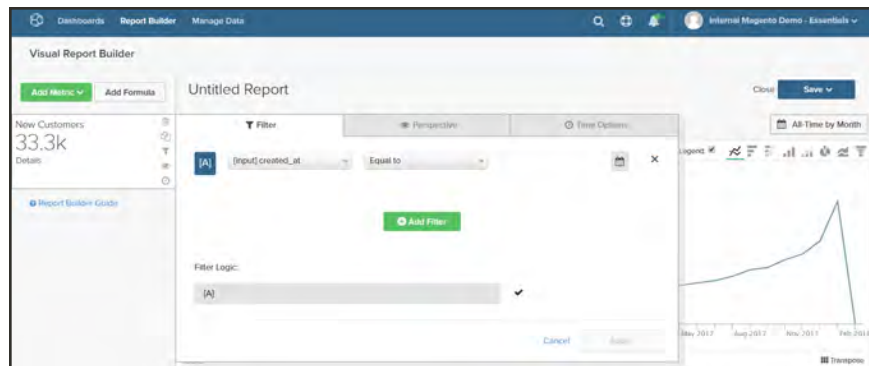 Dashboards Report Builder Manage Data Internal Magento Demo - Essentials
Visual Report Builder
Add Metric Add Formula Untitled Report Close Save
New Customers
33.3k
Details
Filter Perspective Time Options
All-Time by Month
[A] [input] created_at Equal to ×
Legend
Report Builder Guide
Add Filter
Filter Logic:
[A]
Cancel Apply
May 2017 Aug 2017 Nov 2017 Feb 201
Transpose